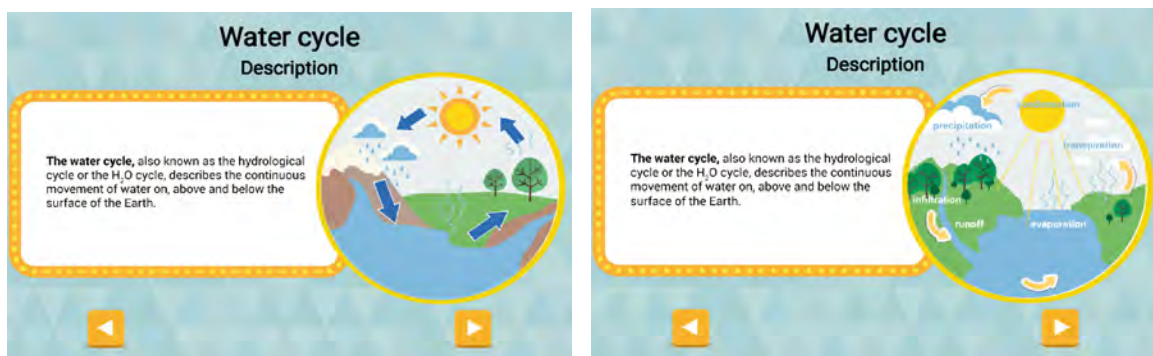 Water cycle
Description
The water cycle, also known as the hydrological
cycle or the H₂O cycle, describes the continuous
movement of water on, above and below the
surface of the Earth.
Water cycle
Description
The water cycle, also known as the hydrological
cycle or the H₂O cycle, describes the continuous
movement of water on, above and below the
surface of the Earth.
condensation
precipitation
transpiration
infiltration
runoff
evaporation